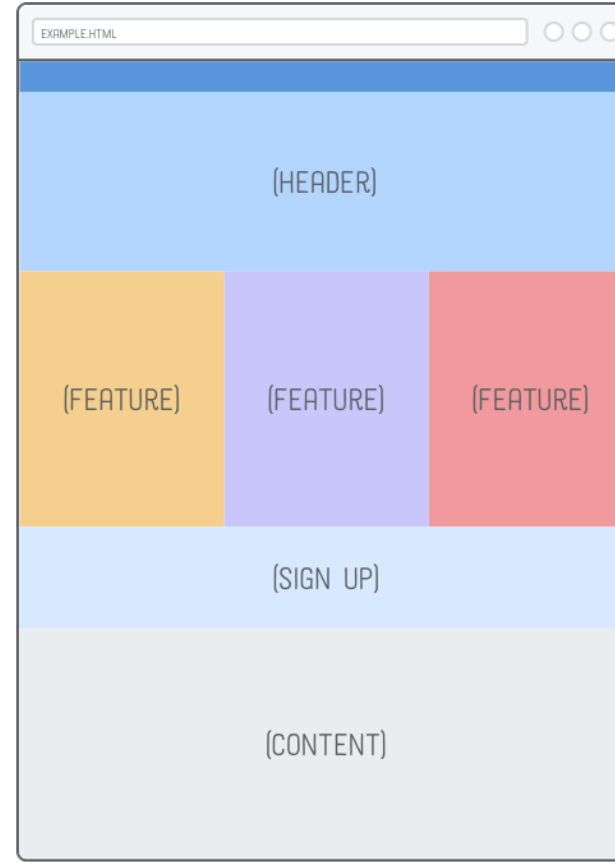 EXAMPLE.HTML
(HEADER)
(FEATURE) (FEATURE) (FEATURE)
(SIGN UP)
(CONTENT)